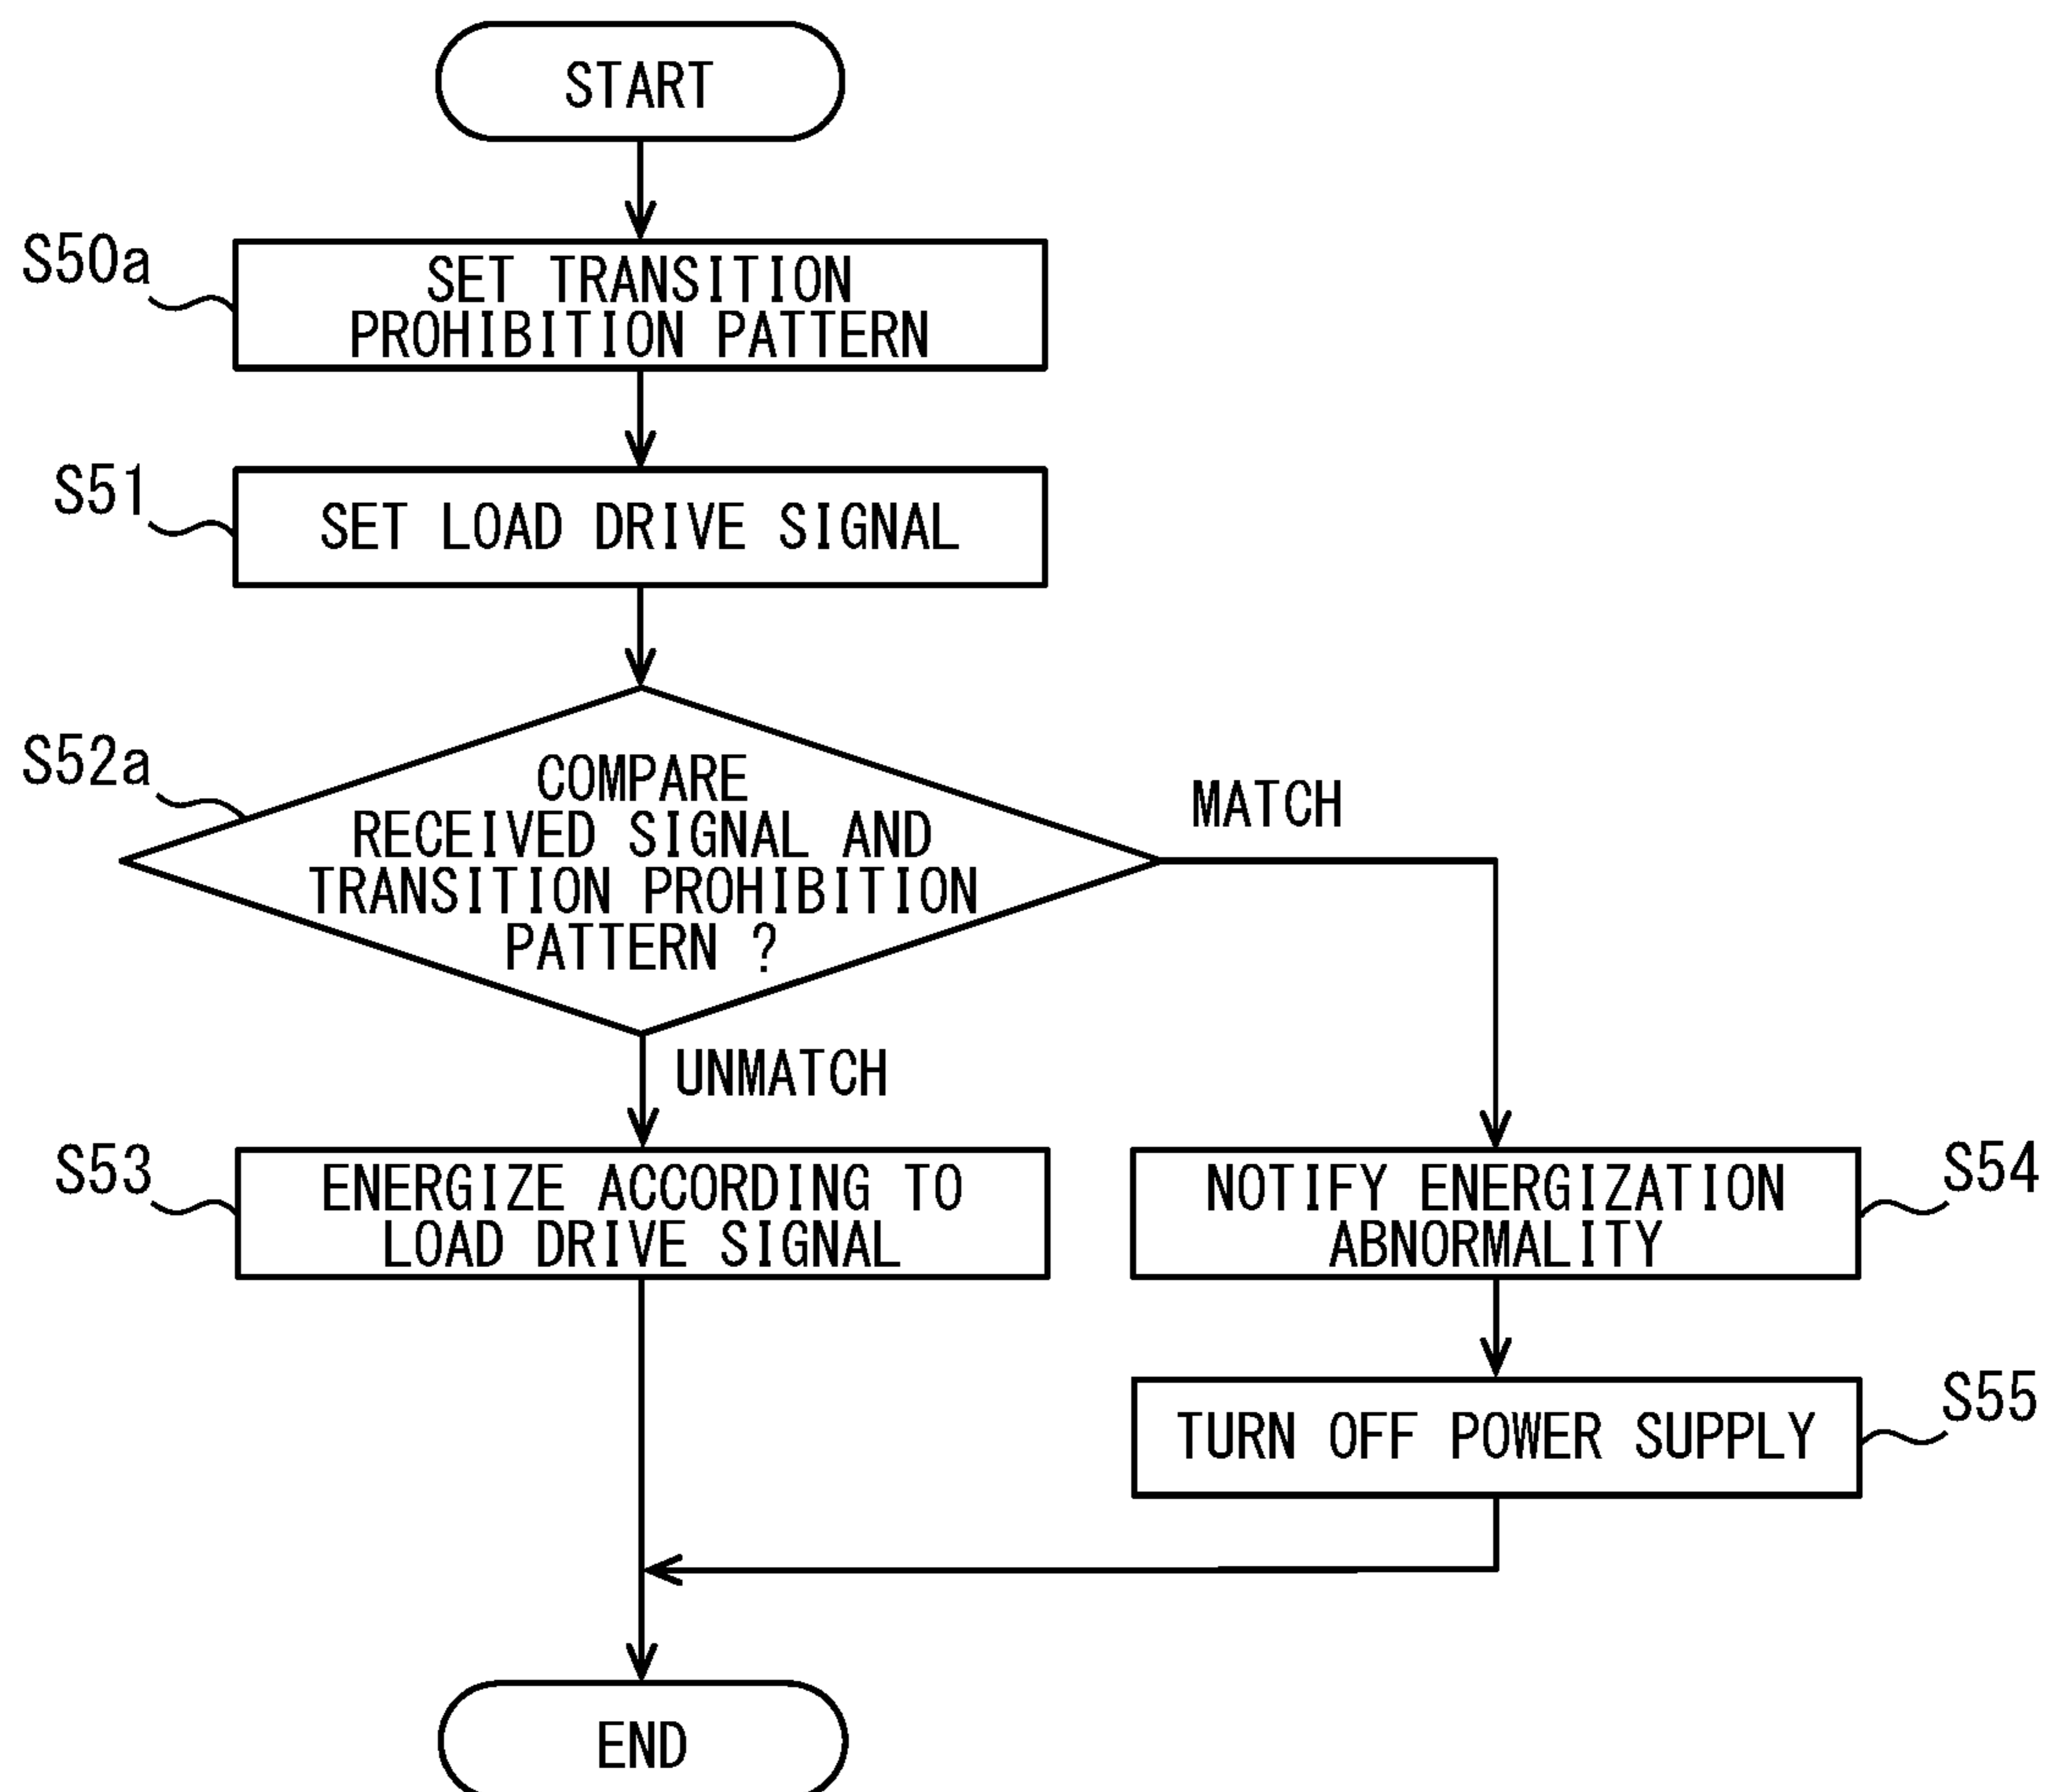 START
S50a
SET TRANSITION
PROHIBITION PATTERN
S51
SET LOAD DRIVE SIGNAL
S52a
COMPARE
RECEIVED SIGNAL AND
TRANSITION PROHIBITION
PATTERN ?
MATCH
UNMATCH
S53
ENERGIZE ACCORDING TO
LOAD DRIVE SIGNAL
NOTIFY ENERGIZATION
ABNORMALITY
S54
TURN OFF POWER SUPPLY
S55
END